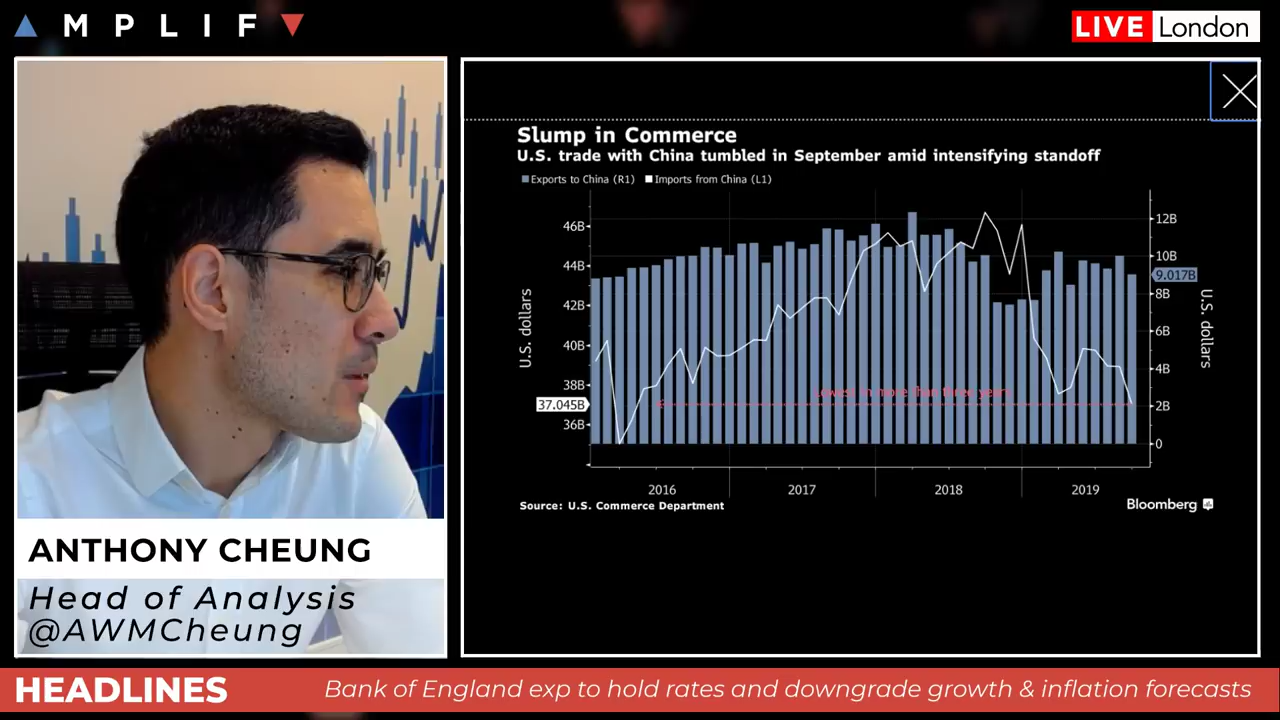 ▲ M P L I F ▼
LIVE London
Slump in Commerce
U.S. trade with China tumbled in September amid intensifying standoff
Exports to China (R1) Imports from China (L1)
46B
44B
42B
40B
38B
37.045B
36B
U.S. dollars
Lowest in more than three years
12B
10B
9.017B
8B
6B
4B
2B
0
U.S. dollars
2016 2017 2018 2019
Source: U.S. Commerce Department
Bloomberg
ANTHONY CHEUNG
Head of Analysis
@AWMCheung
HEADLINES
Bank of England exp to hold rates and downgrade growth & inflation forecasts